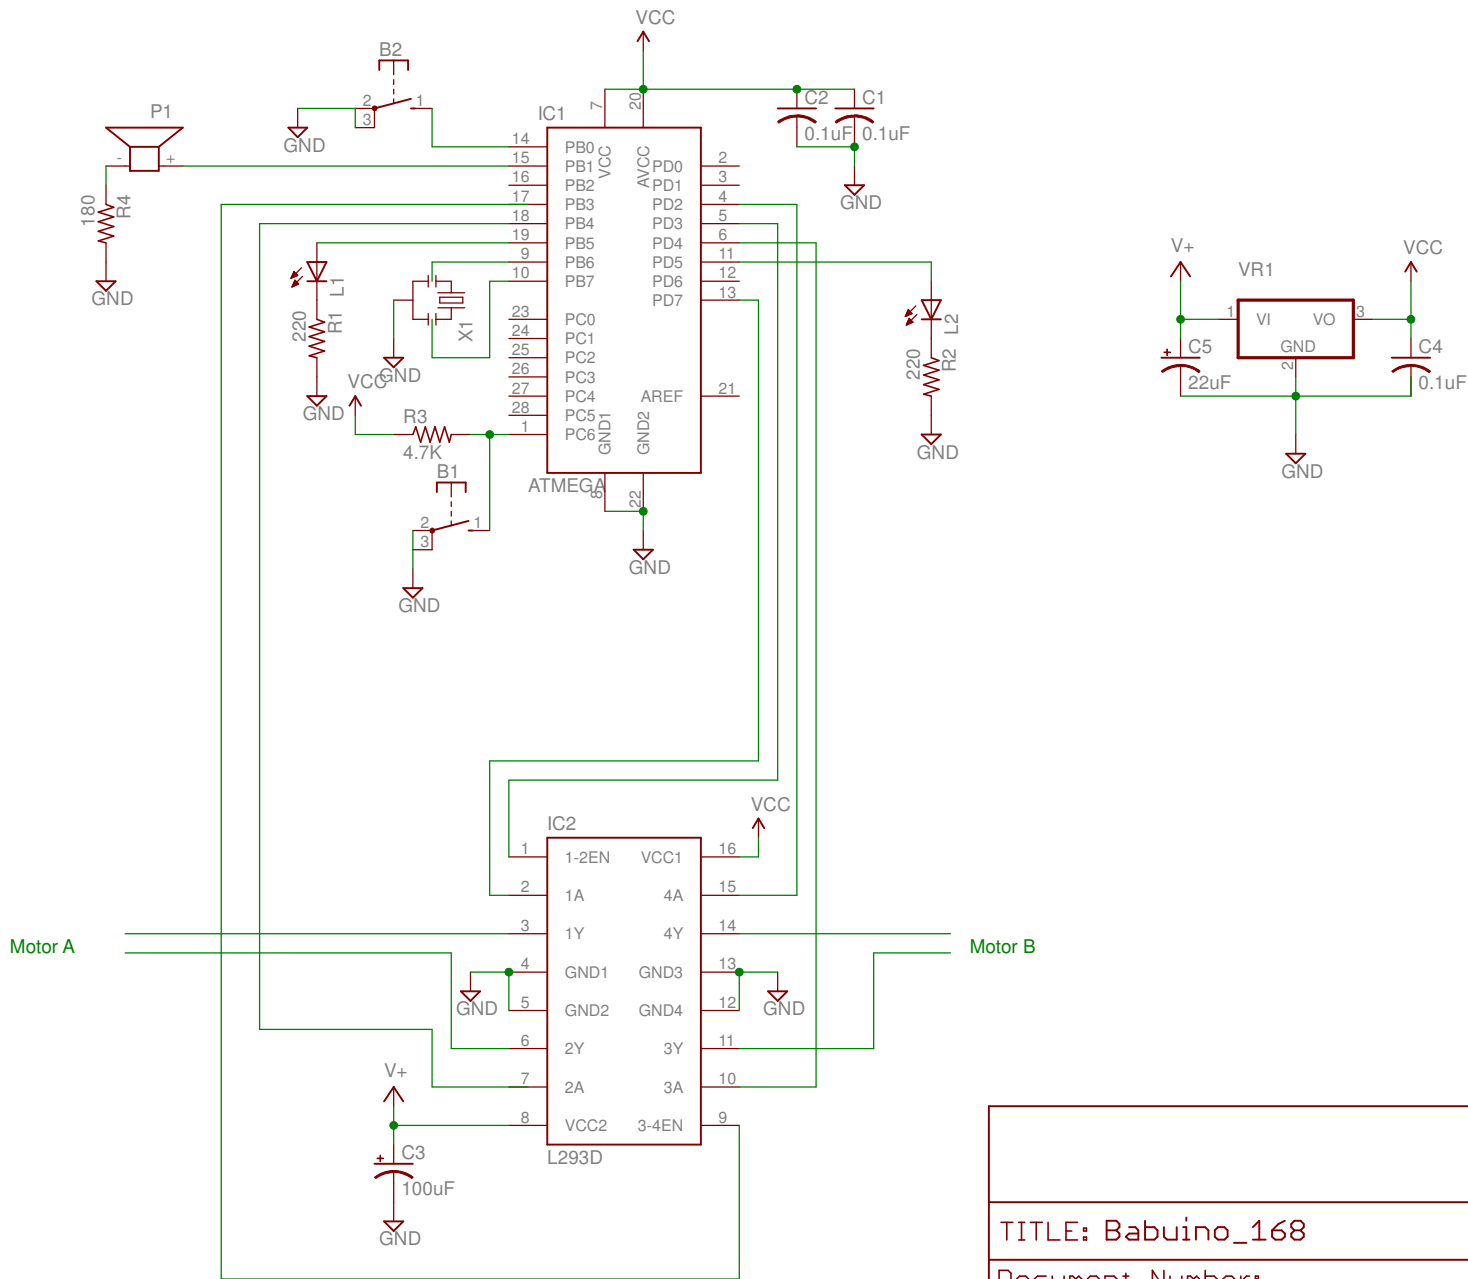 VCC
B2
2
1
3
GND
P1
-
+
180
R4
GND
IC1
7
20
C2
C1
0.1uF
0.1uF
GND
14
PB0
15
PB1
16
PB2
17
PB3
18
PB4
19
PB5
9
PB6
10
PB7
23
PC0
24
PC1
25
PC2
26
PC3
27
PC4
28
PC5
1
PC6
VCC
AVCC
PD0
2
PD1
3
PD2
4
PD3
5
PD4
6
PD5
11
PD6
12
PD7
13
AREF
21
GND1
GND2
ATMEGA
8
22
GND
L1
220
R1
GND
X1
GND
VCC
R3
4.7K
B1
2
1
3
GND
L2
220
R2
GND
V+
VR1
VCC
1
VI
VO
3
GND
2
C5
22uF
C4
0.1uF
GND
VCC
IC2
1
1-2EN
VCC1
16
2
1A
4A
15
3
1Y
4Y
14
Motor A
Motor B
4
GND1
GND3
13
GND
GND
5
GND2
GND4
12
6
2Y
3Y
11
7
2A
3A
10
8
VCC2
3-4EN
9
L293D
V+
C3
+
100uF
GND
TITLE: Babuino_168
Document Number: